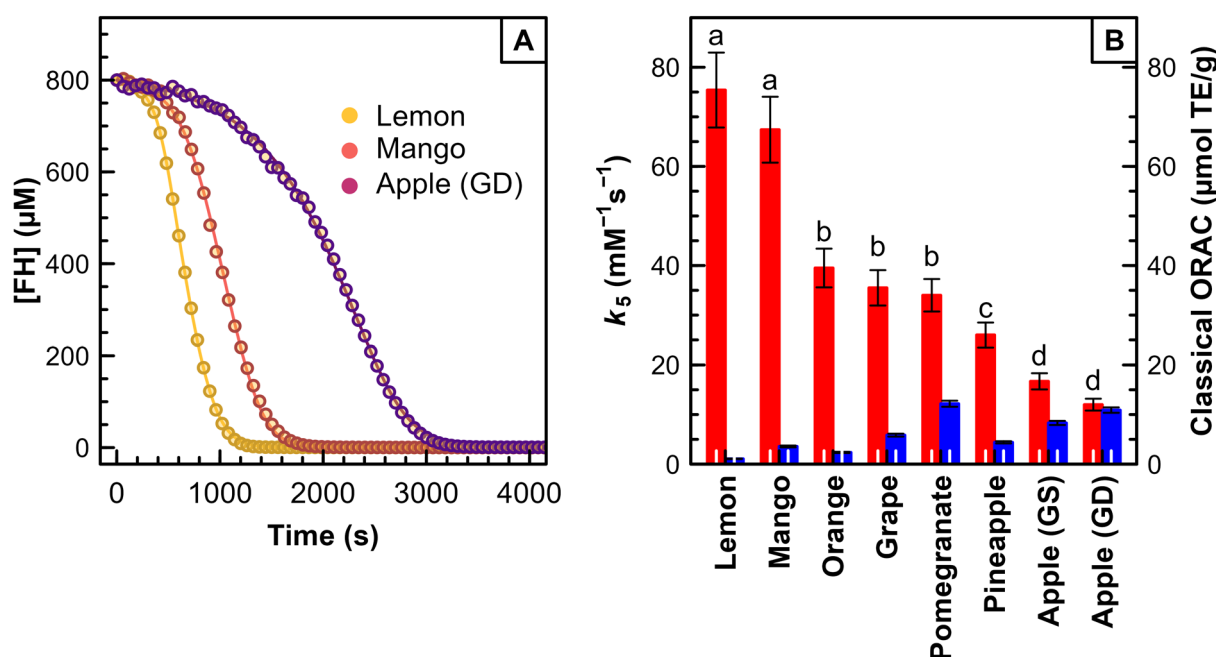 A
[FH] (µM)
800
600
400
200
0
Lemon
Mango
Apple (GD)
0 1000 2000 3000 4000
Time (s)
B
k₅ (mM⁻¹s⁻¹)
80
60
40
20
0
a a b b b c d d
80
60
40
20
0
Classical ORAC (µmol TE/g)
Lemon
Mango
Orange
Grape
Pomegranate
Pineapple
Apple (GS)
Apple (GD)